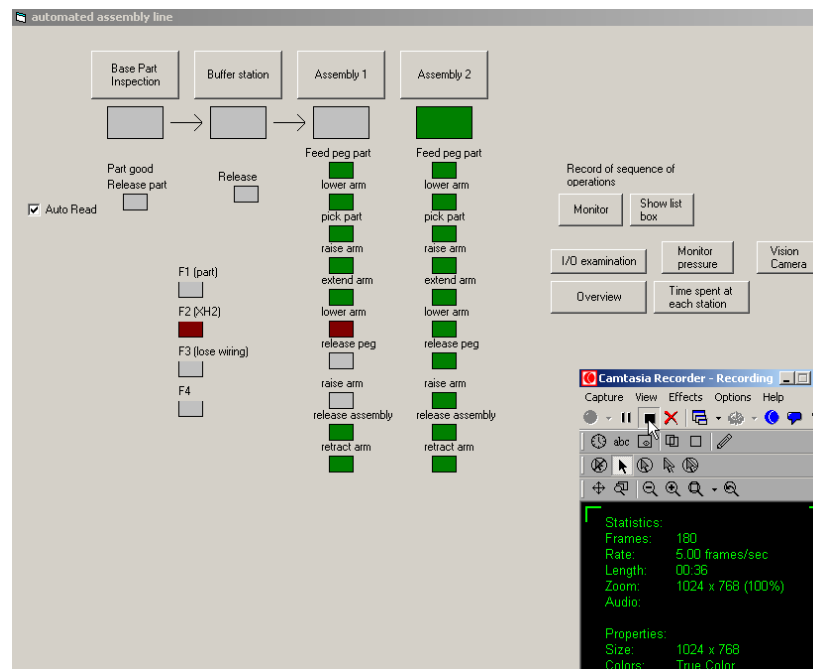 automated assembly line
Base Part
Inspection
Buffer station
Assembly 1
Assembly 2
Feed peg part
Feed peg part
Part good
Release part
Release
lower arm
lower arm
Auto Read
pick part
pick part
raise arm
raise arm
F1 (part)
extend arm
extend arm
F2 (XH2)
lower arm
lower arm
F3 (lose wiring)
release peg
release peg
F4
raise arm
raise arm
release assembly
release assembly
retract arm
retract arm
Record of sequence of
operations
Monitor
Show list
box
I/O examination
Monitor
pressure
Vision
Camera
Overview
Time spent at
each station
Camtasia Recorder - Recording
Capture View Effects Options Help
abc
Statistics:
Frames: 180
Rate: 5.00 frames/sec
Length: 00:36
Zoom: 1024 x 768 (100%)
Audio:
Properties:
Size: 1024 x 768
Colors: True Color